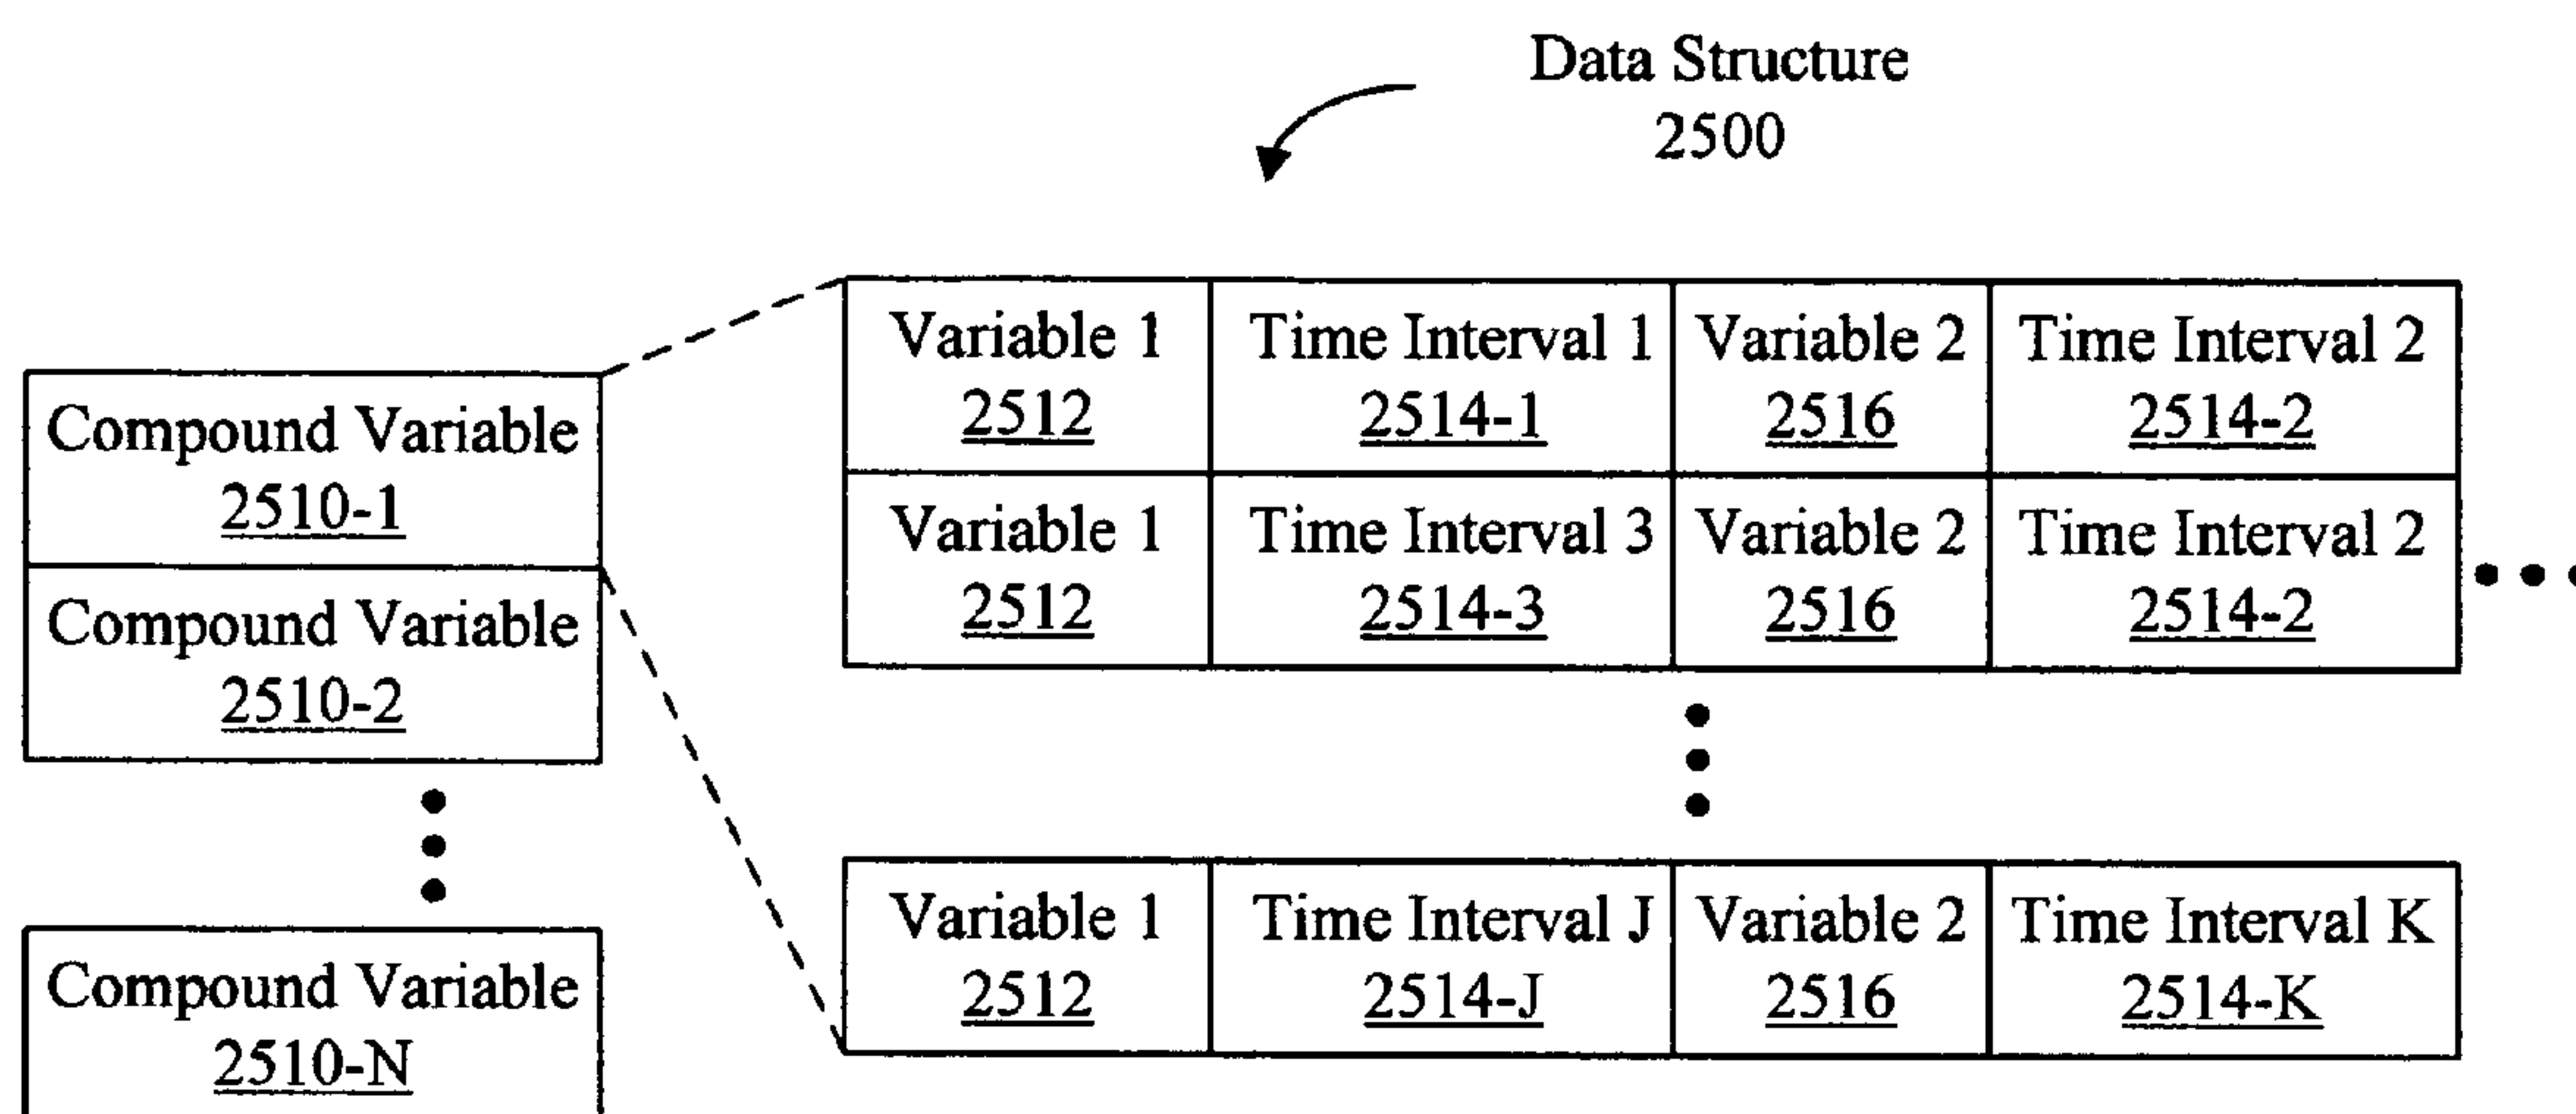 Data Structure
2500
Compound Variable
2510-1
Compound Variable
2510-2
Compound Variable
2510-N
Variable 1 Time Interval 1 Variable 2 Time Interval 2
2512 2514-1 2516 2514-2
Variable 1 Time Interval 3 Variable 2 Time Interval 2
2512 2514-3 2516 2514-2
Variable 1 Time Interval J Variable 2 Time Interval K
2512 2514-J 2516 2514-K